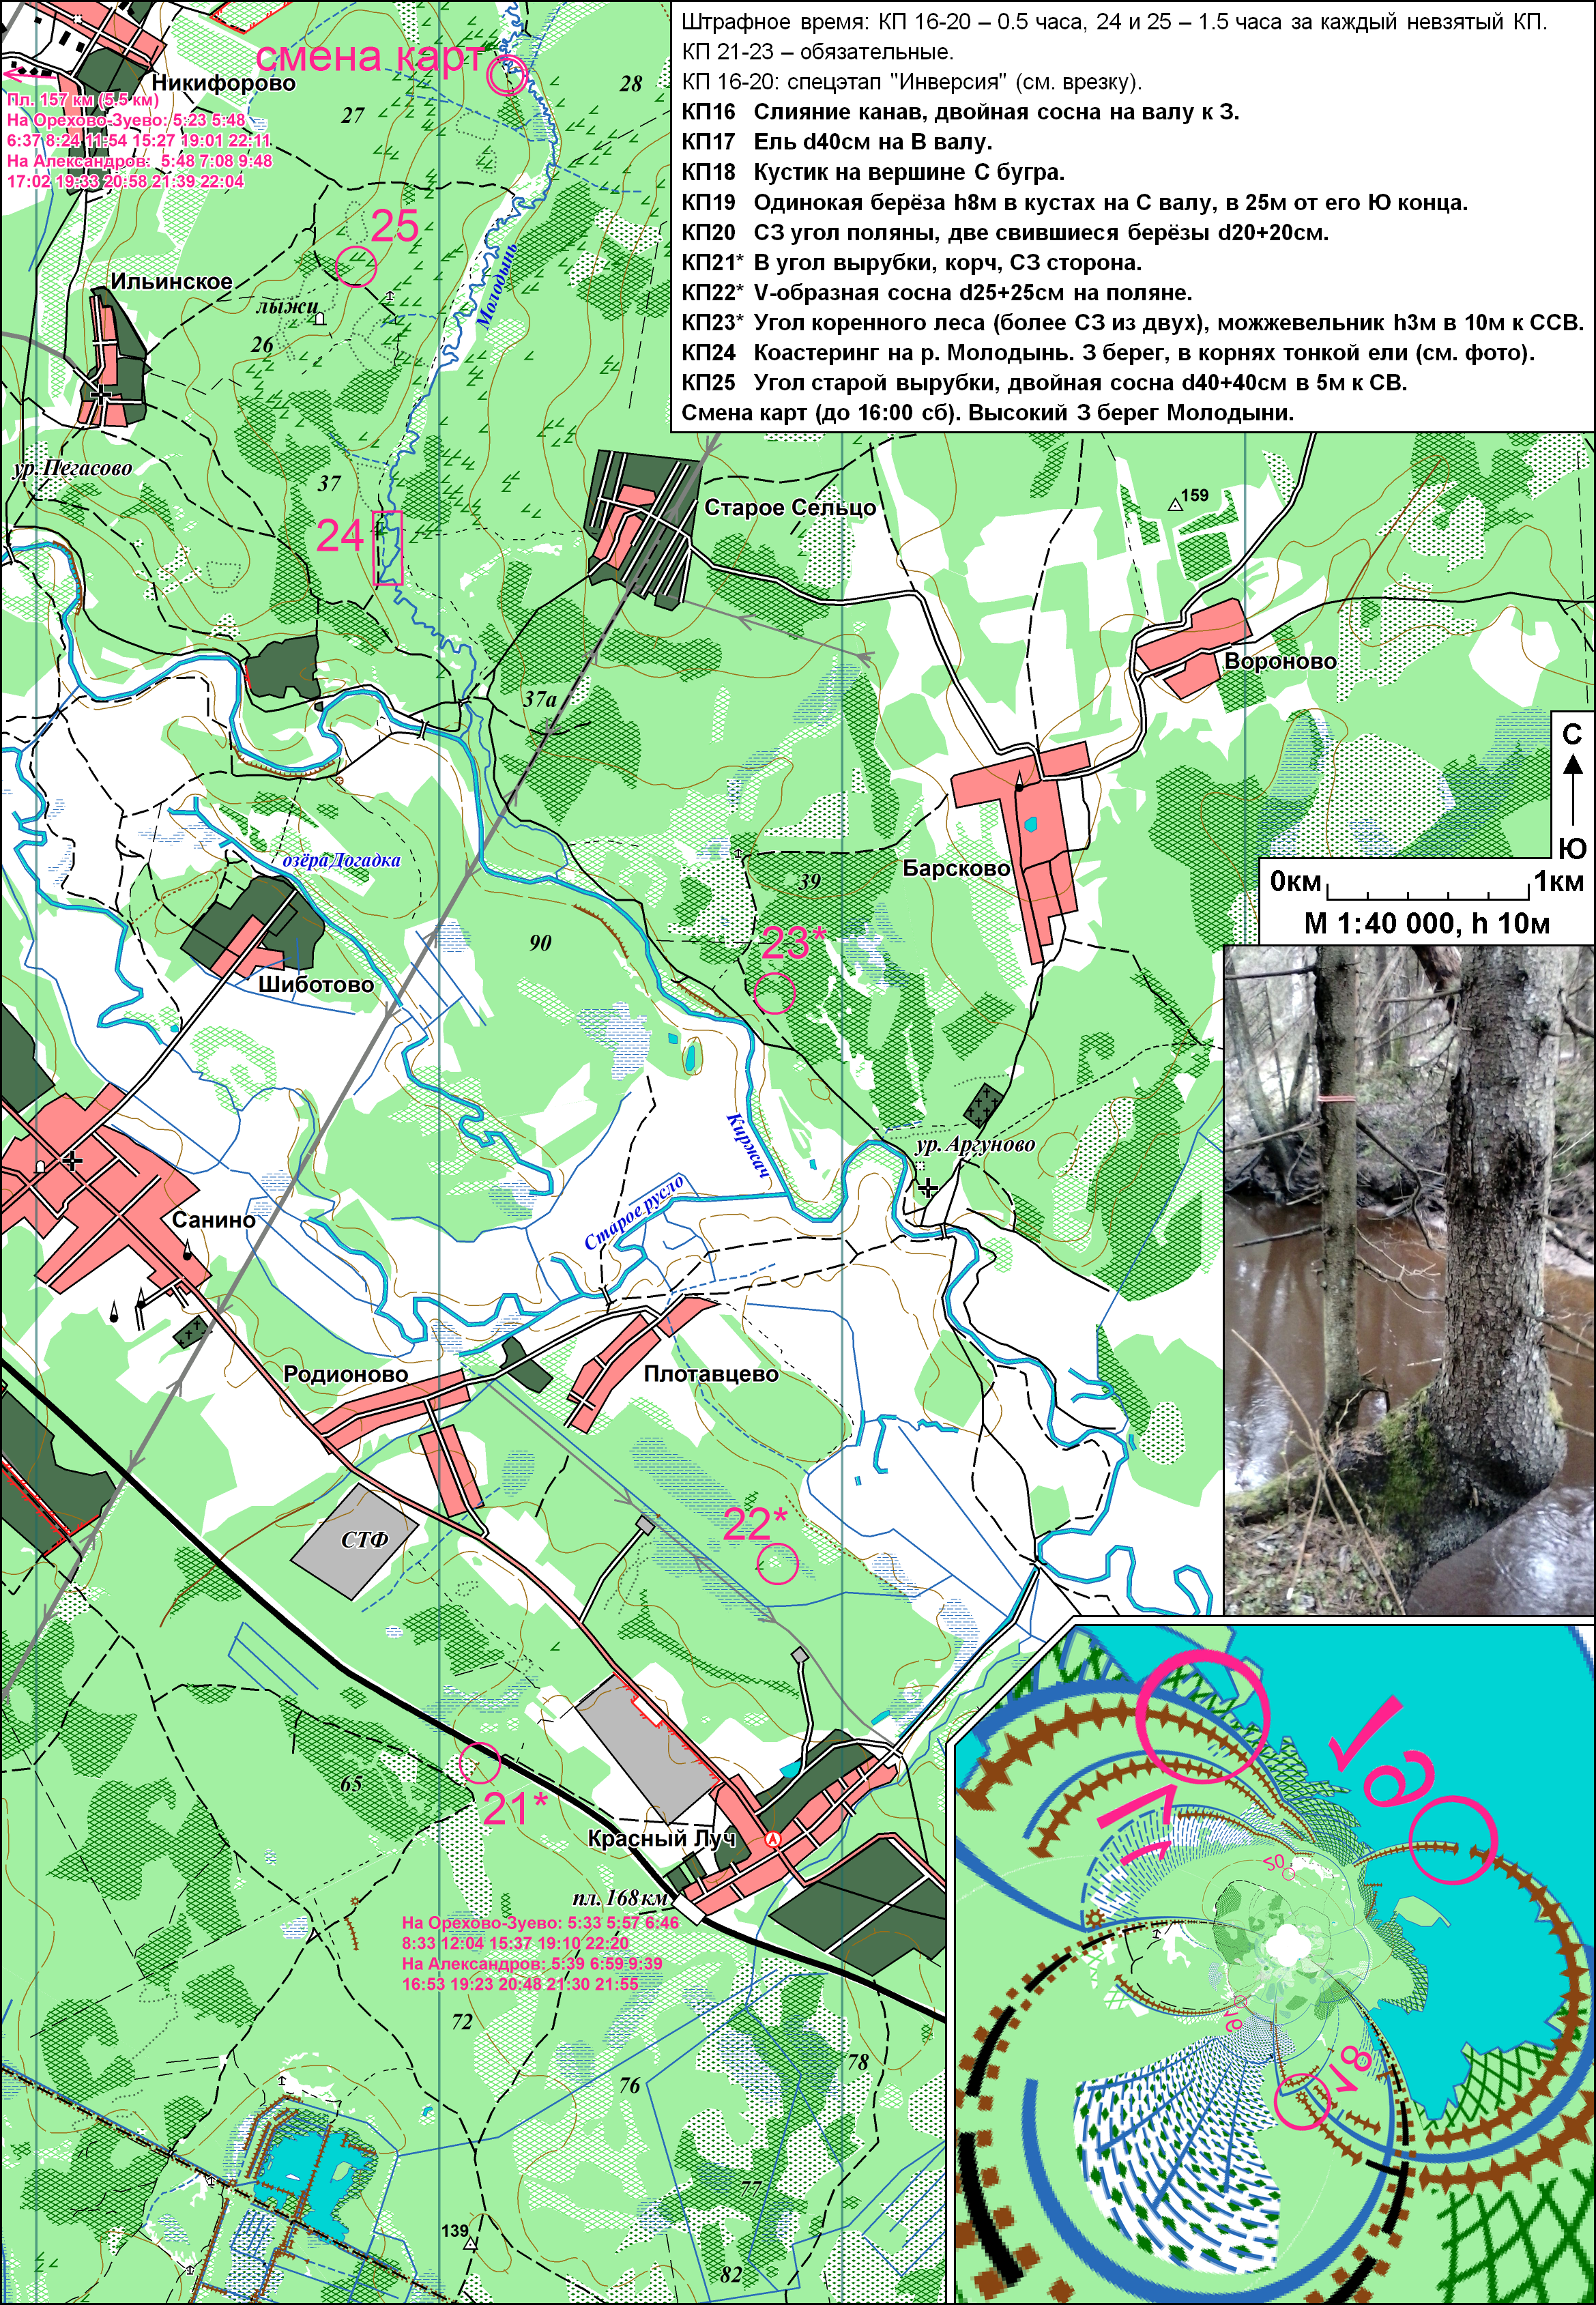 Штрафное время: КП 16-20 – 0.5 часа, 24 и 25 – 1.5 часа за каждый невзятый КП.
КП 21-23 – обязательные.
КП 16-20: спецэтап "Инверсия" (см. врезку).
КП16 Слияние канав, двойная сосна на валу к З.
КП17 Ель d40см на В валу.
КП18 Кустик на вершине С бугра.
КП19 Одинокая берёза h8м в кустах на С валу, в 25м от его Ю конца.
КП20 СЗ угол поляны, две свившиеся берёзы d20+20см.
КП21* В угол вырубки, корч, СЗ сторона.
КП22* V-образная сосна d25+25см на поляне.
КП23* Угол коренного леса (более СЗ из двух), можжевельник h3м в 10м к ССВ.
КП24 Коастеринг на р. Молодынь. З берег, в корнях тонкой ели (см. фото).
КП25 Угол старой вырубки, двойная сосна d40+40см в 5м к СВ.
Смена карт (до 16:00 сб). Высокий З берег Молодыни.
смена карт
Никифорово
28
27
Пл. 157 км (5.5 км)
На Орехово-Зуево: 5:23 5:48
6:37 8:24 11:54 15:27 19:01 22:11
На Александров: 5:48 7:08 9:48
17:02 19:33 20:58 21:39 22:04
25
Молодынь
Ильинское
лыжи
26
ур. Пегасово
37
24
Старое Сельцо
159
Вороново
37а
С
Ю
0км 1км
М 1:40 000, h 10м
озёра Догадка
Барсково
39
90
23*
Шиботово
Киржач
ур. Аргуново
Старое русло
Санино
Родионово
Плотавцево
22*
СТФ
65
21*
Красный Луч
А
пл. 168 км
На Орехово-Зуево: 5:33 5:57 6:46
8:33 12:04 15:37 19:10 22:20
На Александров: 5:39 6:59 9:39
16:53 19:23 20:48 21:30 21:55
72
78
76
77
139
82
19
17
20
16
18